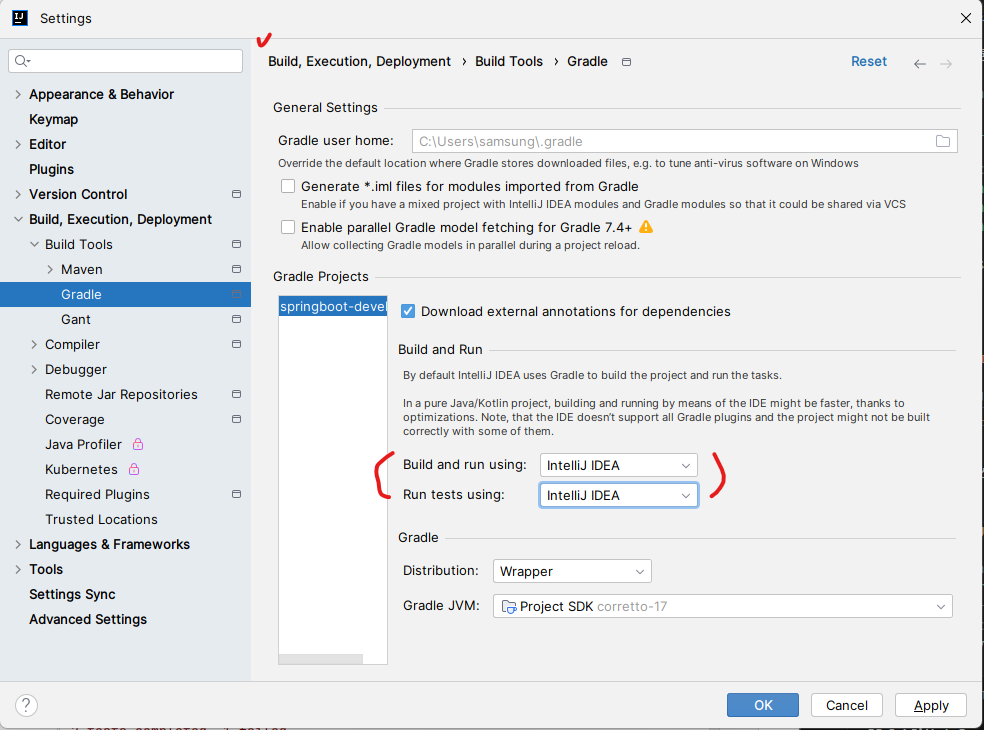 Settings
Build, Execution, Deployment › Build Tools › Gradle
Reset
Appearance & Behavior
Keymap
Editor
Plugins
Version Control
Build, Execution, Deployment
Build Tools
Maven
Gradle
Gant
Compiler
Debugger
Remote Jar Repositories
Coverage
Java Profiler
Kubernetes
Required Plugins
Trusted Locations
Languages & Frameworks
Tools
Settings Sync
Advanced Settings
General Settings
Gradle user home: C:\Users\samsung\.gradle
Override the default location where Gradle stores downloaded files, e.g. to tune anti-virus software on Windows
Generate *.iml files for modules imported from Gradle
Enable if you have a mixed project with IntelliJ IDEA modules and Gradle modules so that it could be shared via VCS
Enable parallel Gradle model fetching for Gradle 7.4+
Allow collecting Gradle models in parallel during a project reload.
Gradle Projects
springboot-devel
Download external annotations for dependencies
Build and Run
By default IntelliJ IDEA uses Gradle to build the project and run the tasks.
In a pure Java/Kotlin project, building and running by means of the IDE might be faster, thanks to
optimizations. Note, that the IDE doesn't support all Gradle plugins and the project might not be built
correctly with some of them.
Build and run using: IntelliJ IDEA
Run tests using: IntelliJ IDEA
Gradle
Distribution: Wrapper
Gradle JVM: Project SDK corretto-17
?
OK
Cancel
Apply